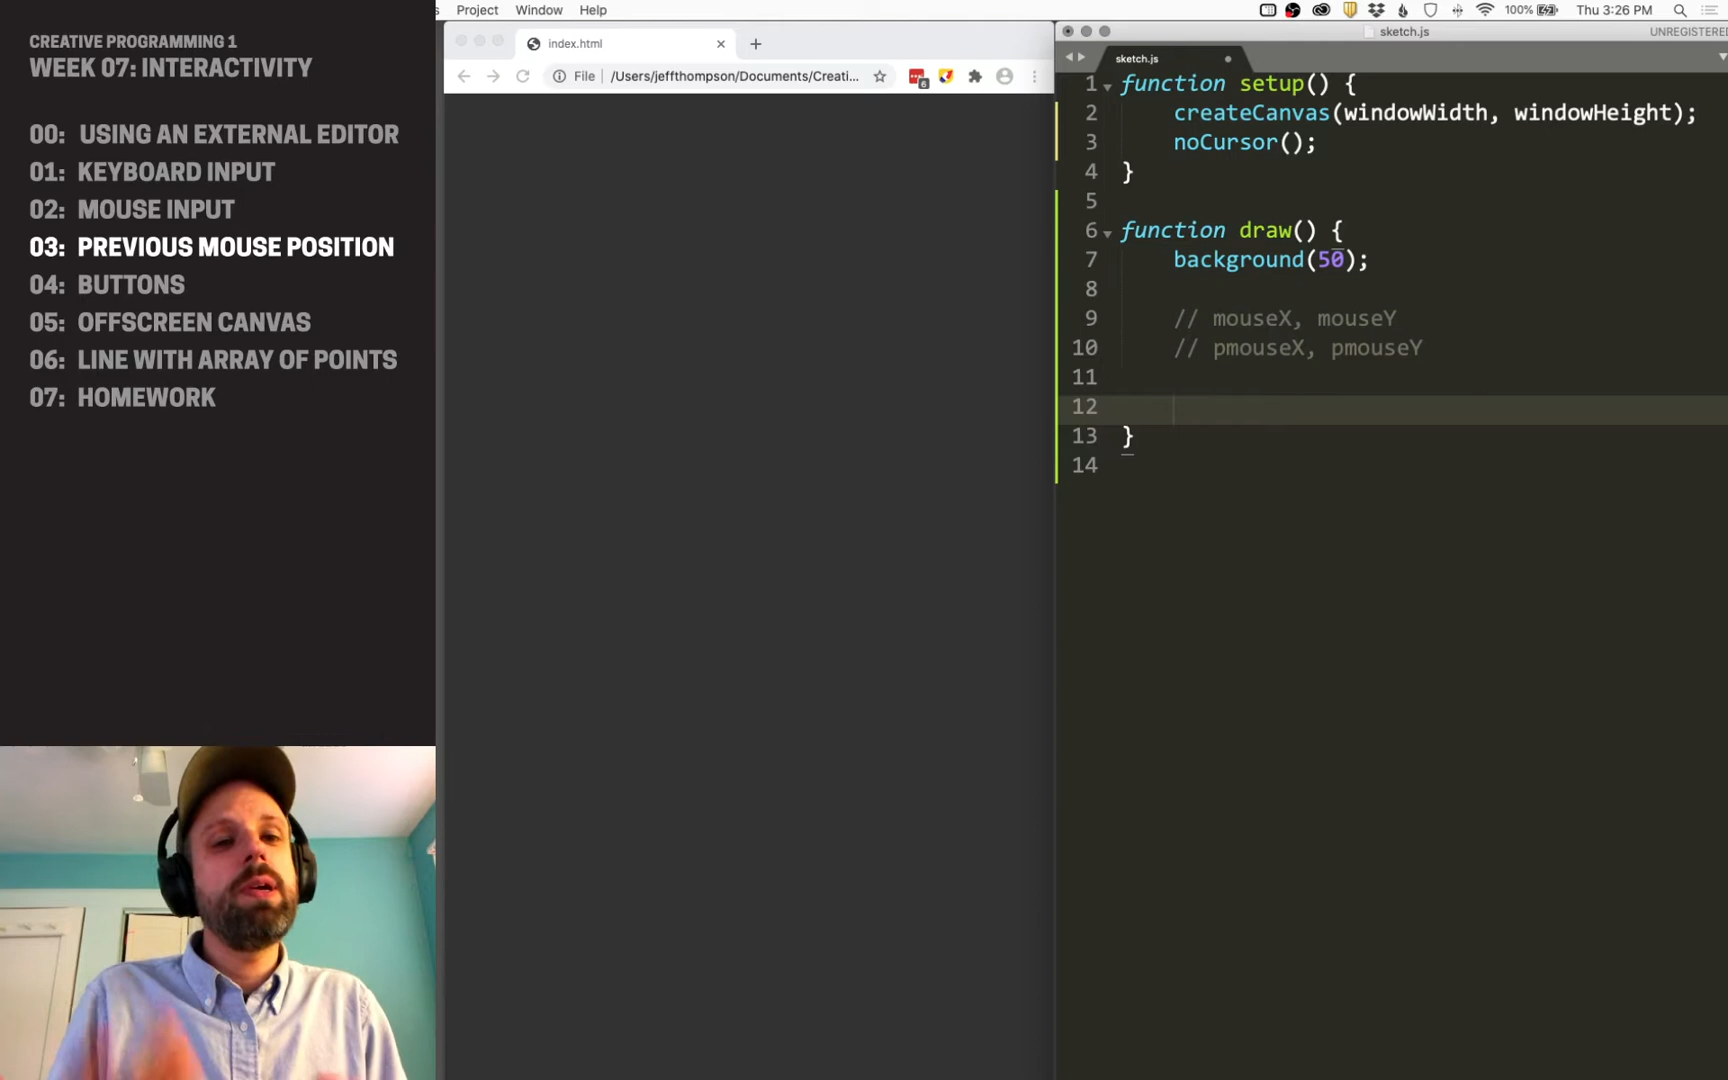 CREATIVE PROGRAMMING 1
WEEK 07: INTERACTIVITY
00: USING AN EXTERNAL EDITOR
01: KEYBOARD INPUT
02: MOUSE INPUT
03: PREVIOUS MOUSE POSITION
04: BUTTONS
05: OFFSCREEN CANVAS
06: LINE WITH ARRAY OF POINTS
07: HOMEWORK
Project Window Help
100% Thu 3:26 PM
index.html
File /Users/jeffthompson/Documents/Creati...
6
sketch.js
UNREGISTERED
sketch.js
1 function setup() {
2 createCanvas(windowWidth, windowHeight);
3 noCursor();
4 }
5
6 function draw() {
7 background(50);
8
9 // mouseX, mouseY
10 // pmouseX, pmouseY
11
12
13 }
14